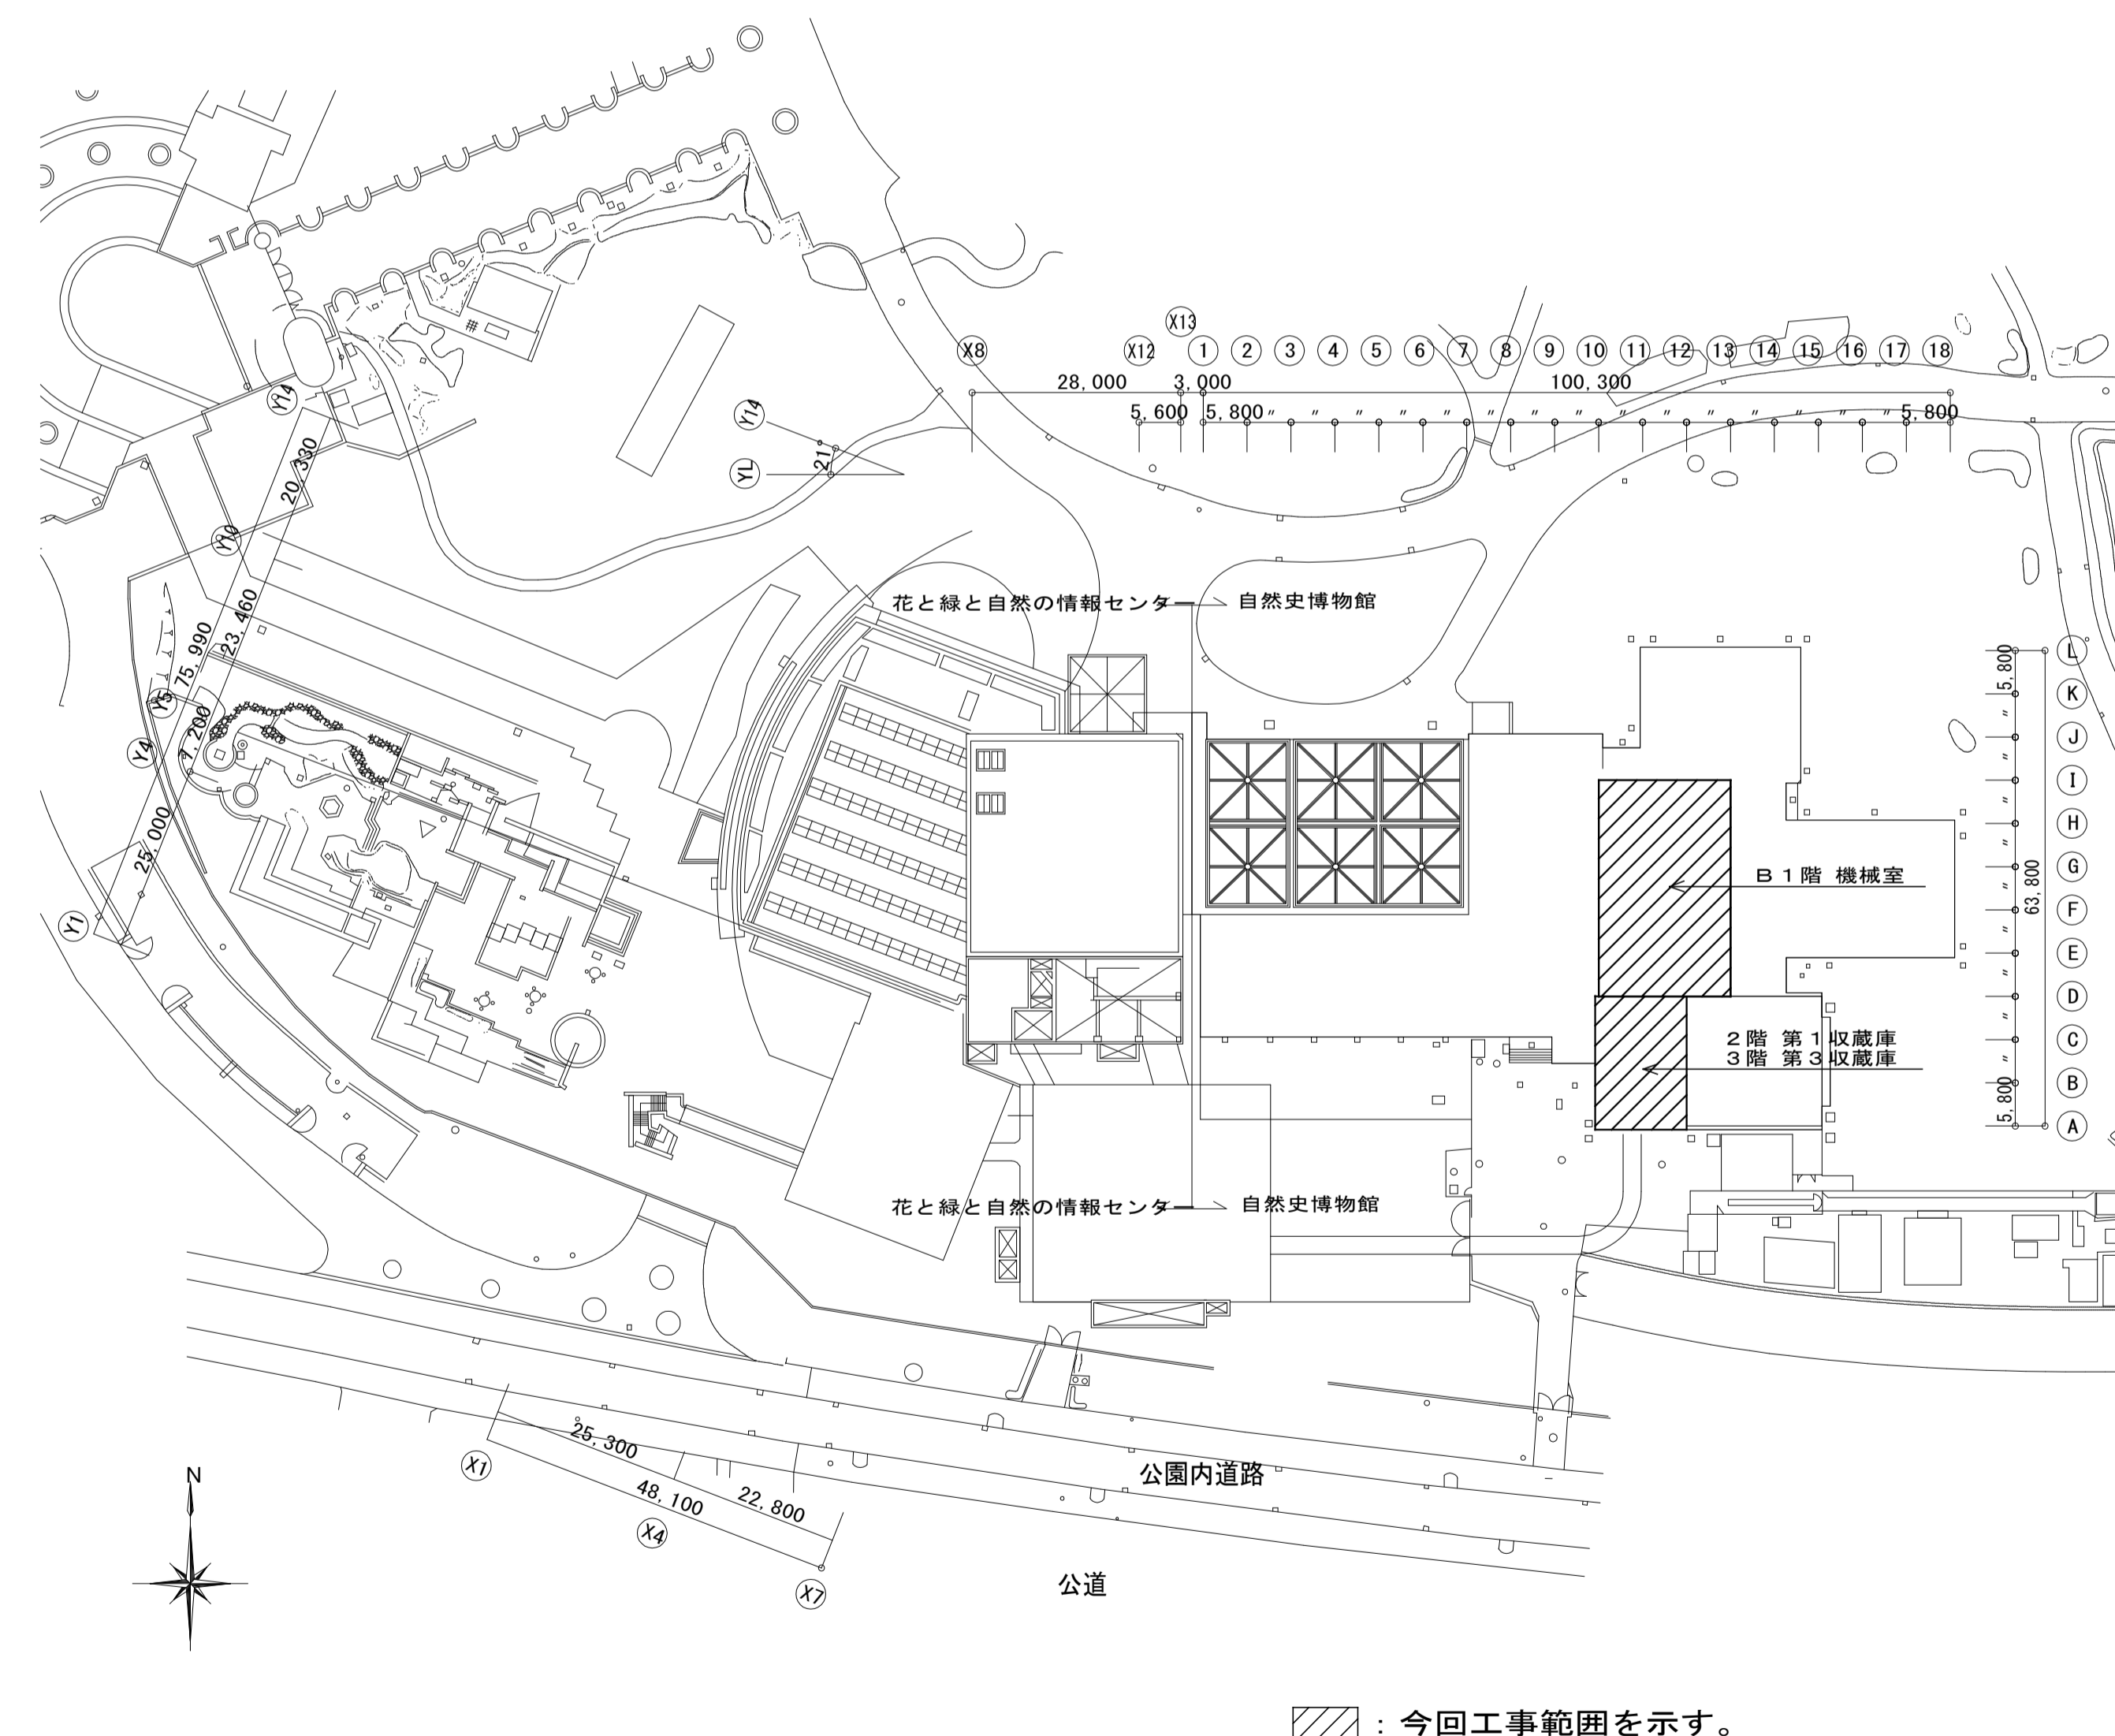 X13
X8 X12 1 2 3 4 5 6 7 8 9 10 11 12 13 14 15 16 17 18
28,000 3,000 100,300
5,600 5,800 〃 〃 〃 〃 〃 〃 〃 〃 〃 〃 〃 〃 〃 〃 〃 5,800
Y14
Y14
20,330
YL
21
Y10
23,460
75,990
Y5
7,200
Y4
25,000
Y1
花と緑と自然の情報センター
自然史博物館
5,800
〃
〃
〃
〃
〃
〃
〃
〃
〃
5,800
63,800
L
K
J
I
H
G
F
E
D
C
B
A
B1階 機械室
2階 第1収蔵庫
3階 第3収蔵庫
花と緑と自然の情報センター
自然史博物館
X1
25,300
48,100
22,800
X4
X7
公園内道路
公道
N
：今回工事範囲を示す。